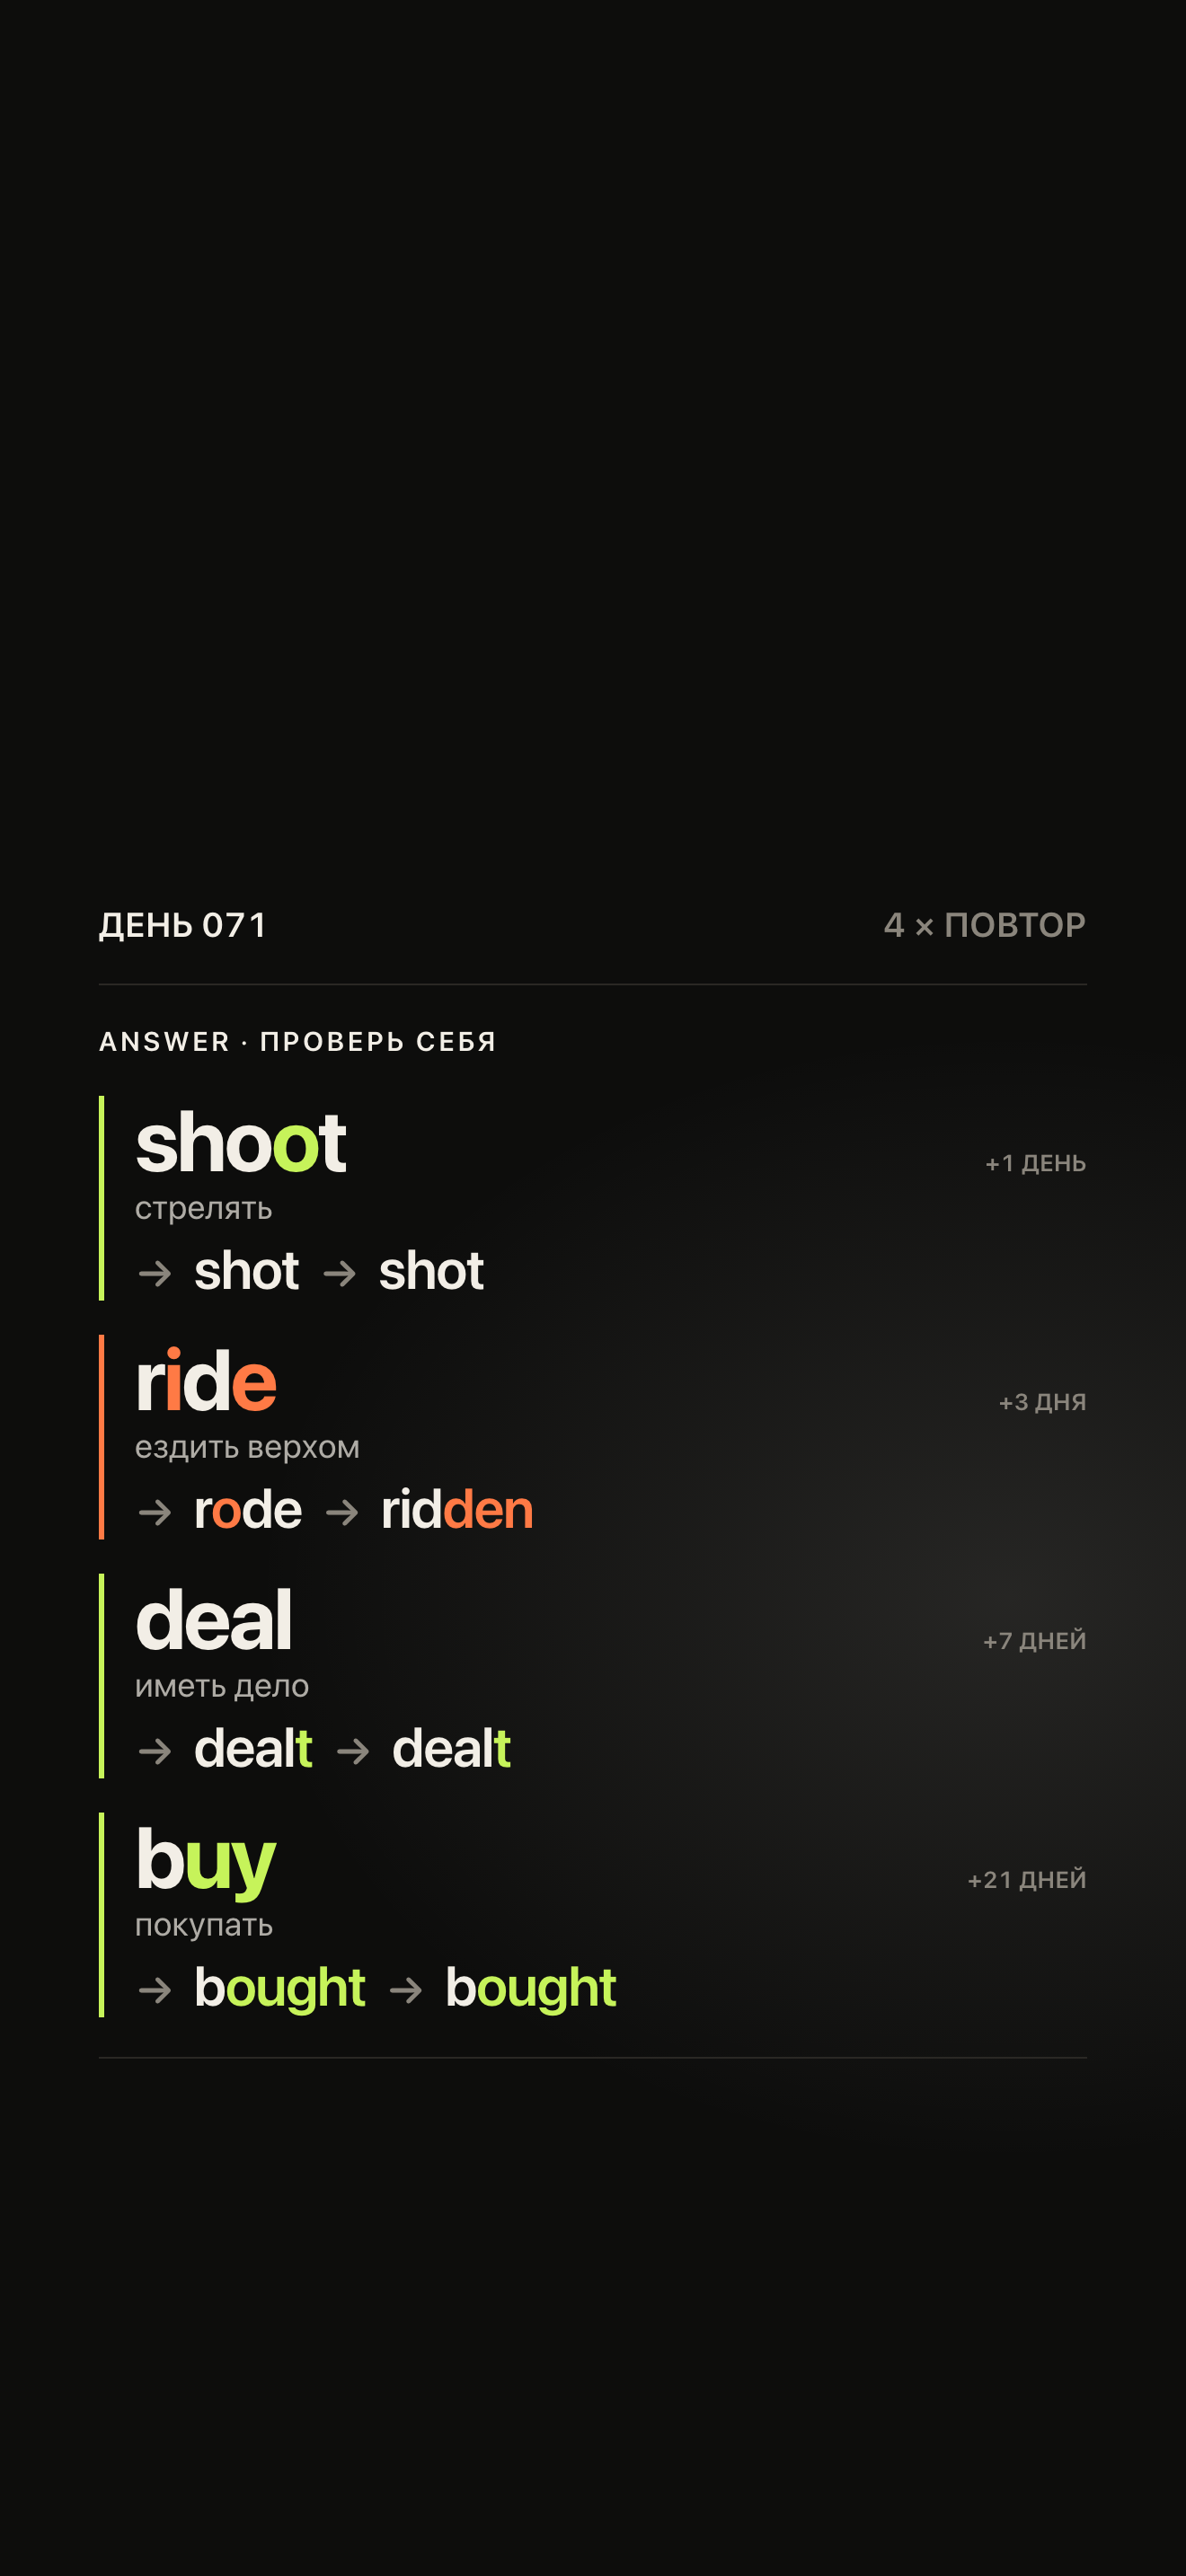 ДЕНЬ 071
4 × ПОВТОР
ANSWER · ПРОВЕРЬ СЕБЯ
shoot
+1 ДЕНЬ
стрелять
→ shot → shot
ride
+3 ДНЯ
ездить верхом
→ rode → ridden
deal
+7 ДНЕЙ
иметь дело
→ dealt → dealt
buy
+21 ДНЕЙ
покупать
→ bought → bought